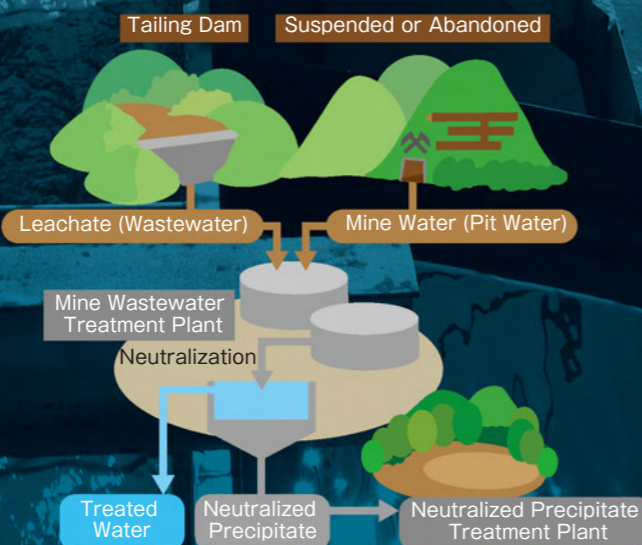 Tailing Dam
Suspended or Abandoned
Leachate (Wastewater)
Mine Water (Pit Water)
Mine Wastewater
Treatment Plant
Neutralization
Treated
Water
Neutralized
Precipitate
Neutralized Precipitate
Treatment Plant